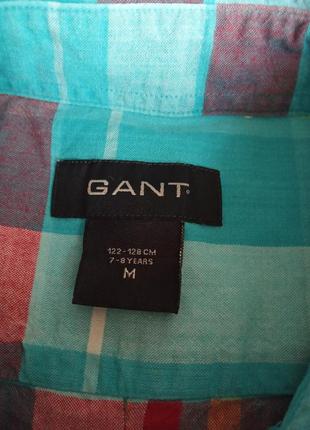 GANT
122-128 CM
7-8 YEARS
M